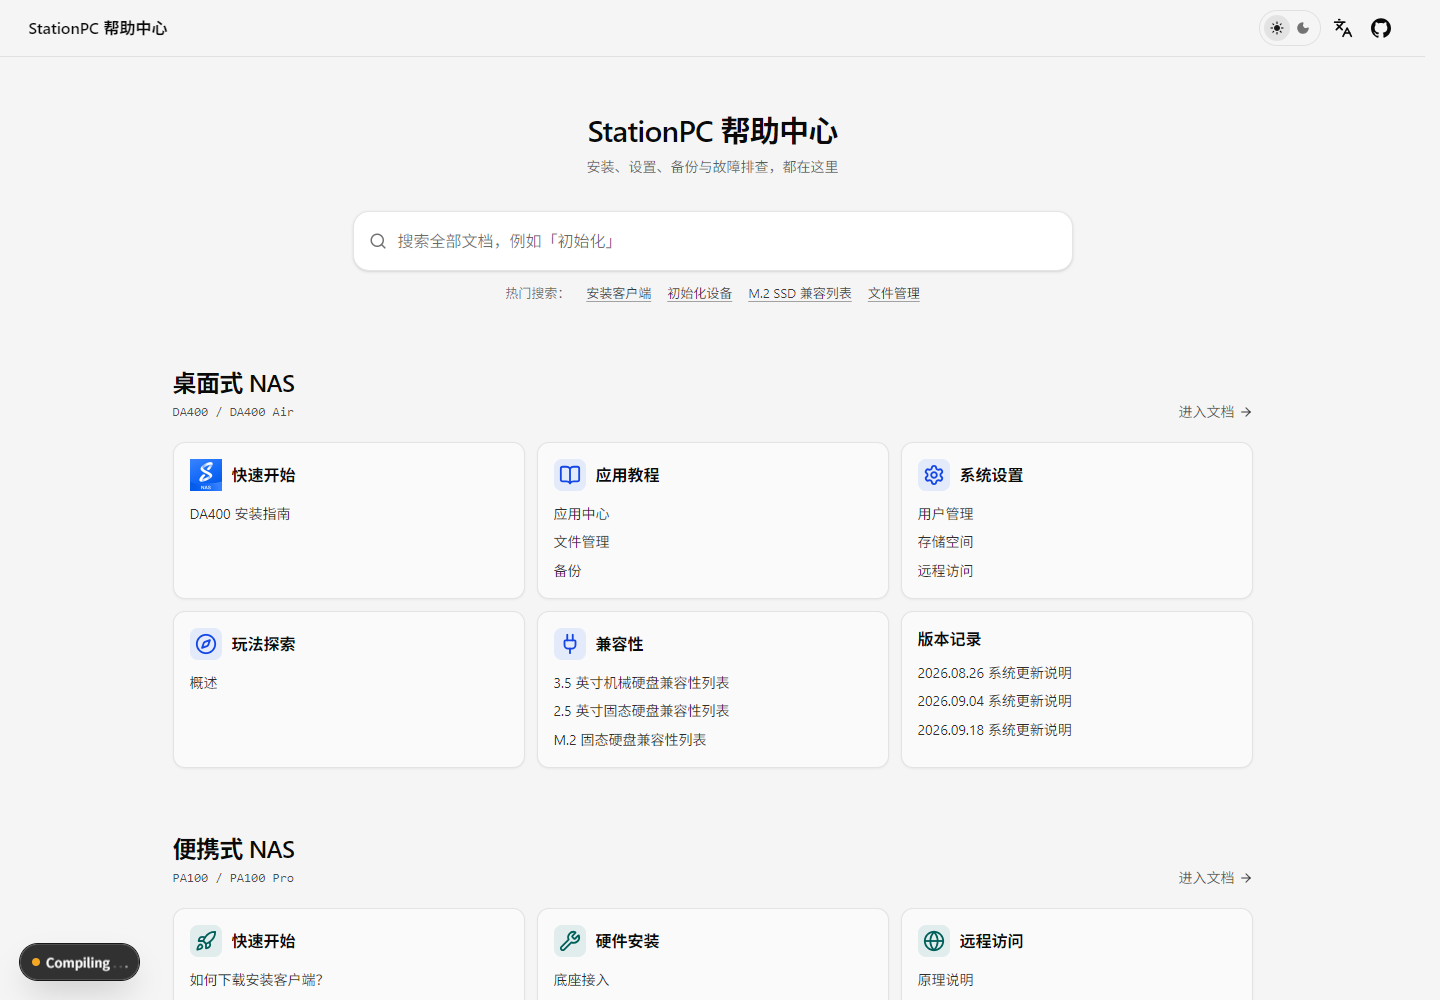 StationPC 帮助中心
StationPC 帮助中心
安装、设置、备份与故障排查，都在这里
搜索全部文档，例如「初始化」
热门搜索： 安装客户端 初始化设备 M.2 SSD 兼容列表 文件管理
桌面式 NAS
DA400 / DA400 Air
进入文档 →
NAS
快速开始
DA400 安装指南
应用教程
应用中心
文件管理
备份
系统设置
用户管理
存储空间
远程访问
玩法探索
概述
兼容性
3.5 英寸机械硬盘兼容性列表
2.5 英寸固态硬盘兼容性列表
M.2 固态硬盘兼容性列表
版本记录
2026.08.26 系统更新说明
2026.09.04 系统更新说明
2026.09.18 系统更新说明
便携式 NAS
PA100 / PA100 Pro
进入文档 →
快速开始
如何下载安装客户端？
硬件安装
底座接入
远程访问
原理说明
Compiling...